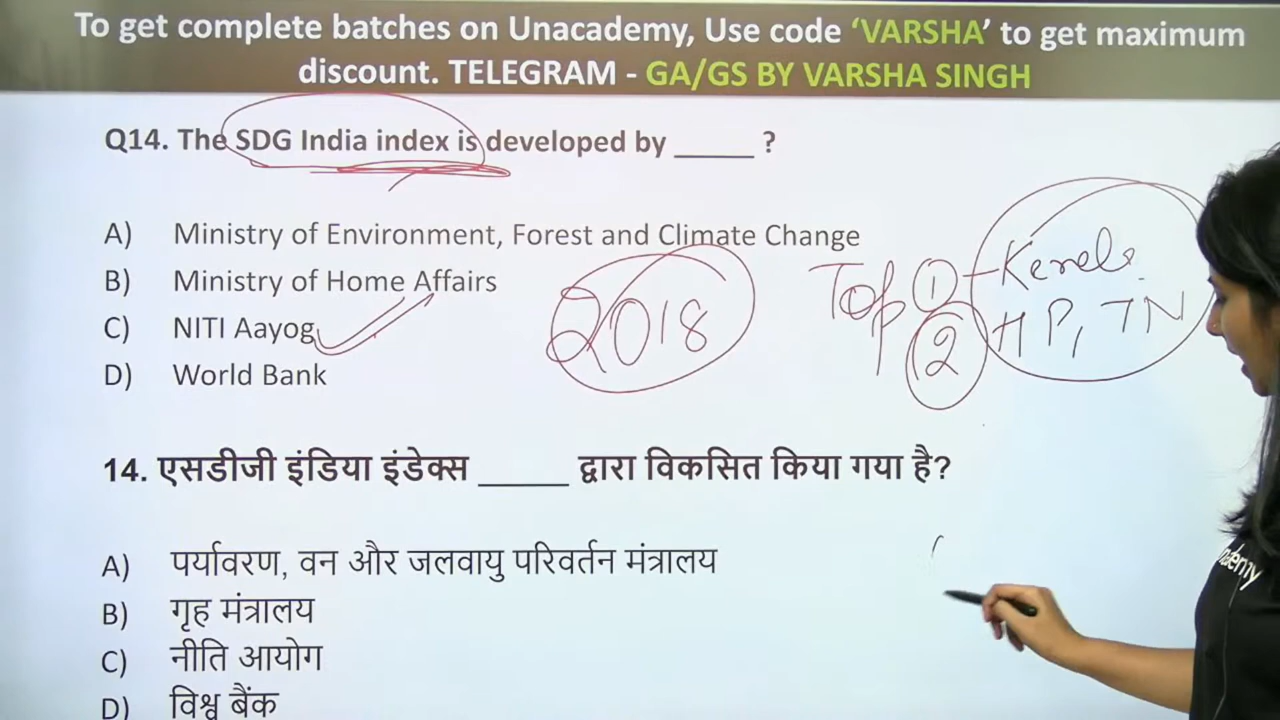 To get complete batches on Unacademy, Use code ‘VARSHA’ to get maximum
discount. TELEGRAM - GA/GS BY VARSHA SINGH
Q14. The SDG India index is developed by _____ ?
A) Ministry of Environment, Forest and Climate Change
B) Ministry of Home Affairs
C) NITI Aayog
D) World Bank
2018
Top 1 - Kerela
2 HP, TN
14. एसडीजी इंडिया इंडेक्स _____ द्वारा विकसित किया गया है?
A) पर्यावरण, वन और जलवायु परिवर्तन मंत्रालय
B) गृह मंत्रालय
C) नीति आयोग
D) विश्व बैंक